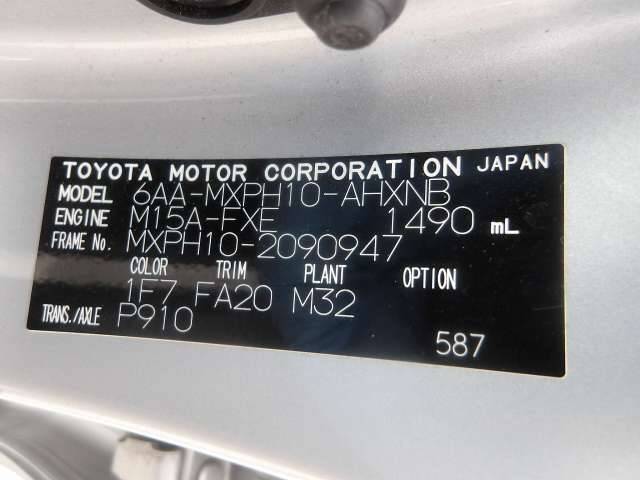 TOYOTA MOTOR CORPORATION JAPAN
MODEL 6AA-MXPH10-AHXNB
ENGINE M15A-FXE 1490 mL
FRAME No. MXPH10-2090947
COLOR TRIM PLANT OPTION
1F7 FA20 M32
TRANS./AXLE P910
587